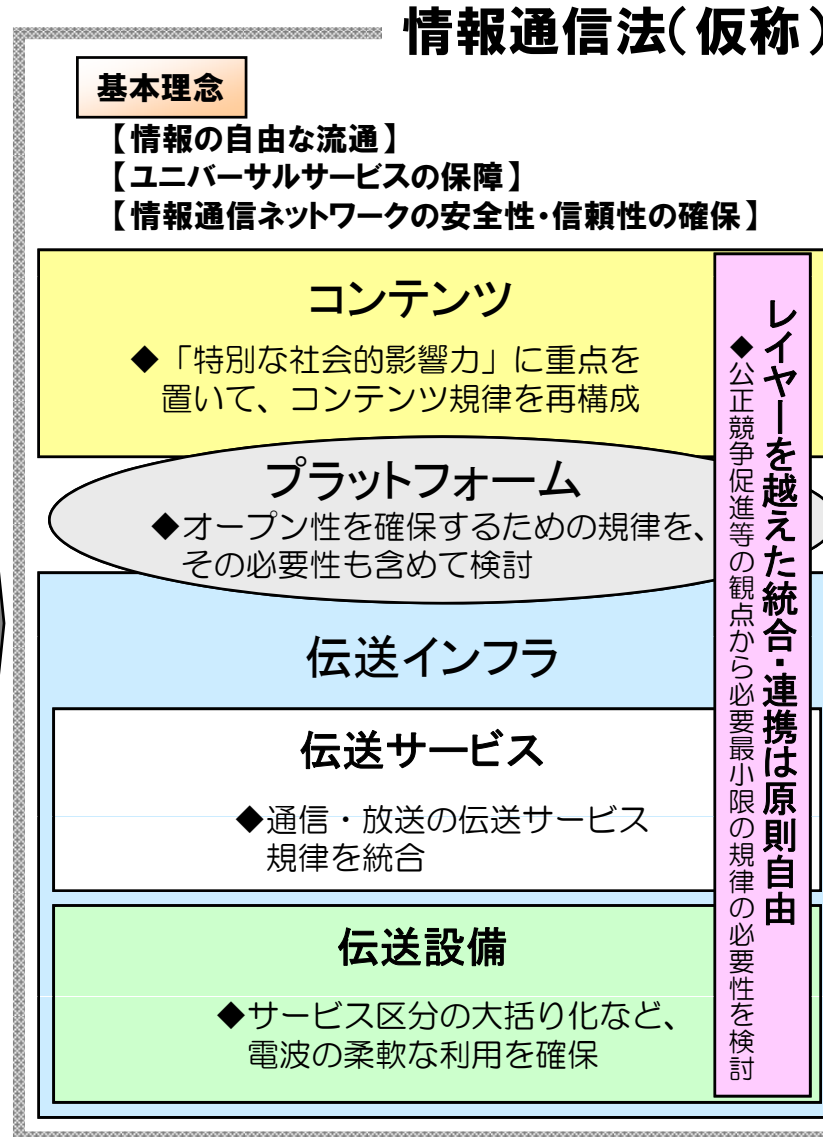 情報通信法(仮称)
基本理念
【情報の自由な流通】
【ユニバーサルサービスの保障】
【情報通信ネットワークの安全性・信頼性の確保】
コンテンツ
◆「特別な社会的影響力」に重点を
置いて、コンテンツ規律を再構成
プラットフォーム
◆オープン性を確保するための規律を、
その必要性も含めて検討
伝送インフラ
伝送サービス
◆通信・放送の伝送サービス
規律を統合
伝送設備
◆サービス区分の大括り化など、
電波の柔軟な利用を確保
レイヤーを越えた統合・連携は原則自由
◆公正競争促進等の観点から必要最小限の規律の必要性を検討